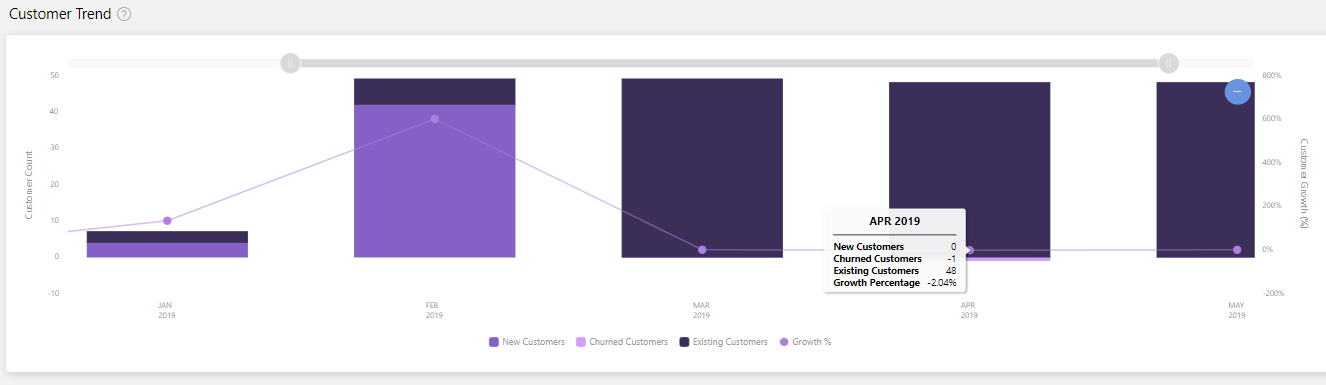 Customer Trend ?
50
40
30
20
10
0
-10
Customer Count
800%
600%
400%
200%
0%
-200%
Customer Growth (%)
APR 2019
New Customers 0
Churned Customers -1
Existing Customers 48
Growth Percentage -2.04%
JAN
2019
FEB
2019
MAR
2019
APR
2019
MAY
2019
New Customers Churned Customers Existing Customers Growth %